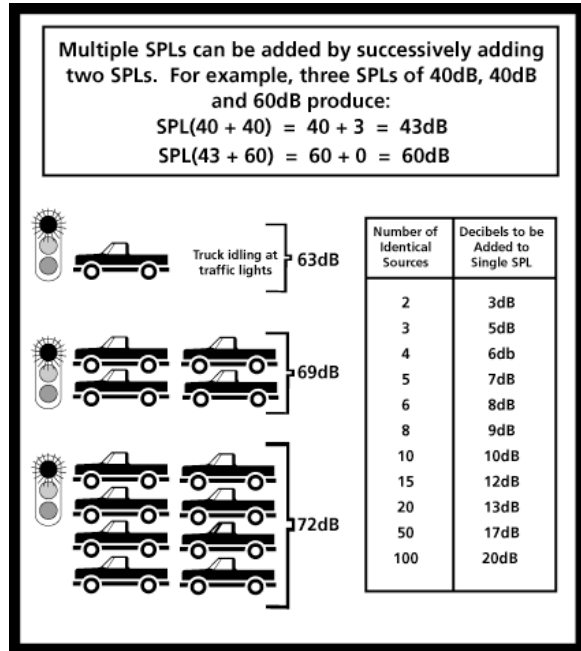 Multiple SPLs can be added by successively adding
two SPLs.  For example, three SPLs of 40dB, 40dB
and 60dB produce:
SPL(40 + 40)  =  40 + 3  =  43dB
SPL(43 + 60)  =  60 + 0  =  60dB
Truck idling at
traffic lights
63dB
69dB
72dB
Number of
Identical
Sources
Decibels to be
Added to
Single SPL
2 3dB
3 5dB
4 6db
5 7dB
6 8dB
8 9dB
10 10dB
15 12dB
20 13dB
50 17dB
100 20dB